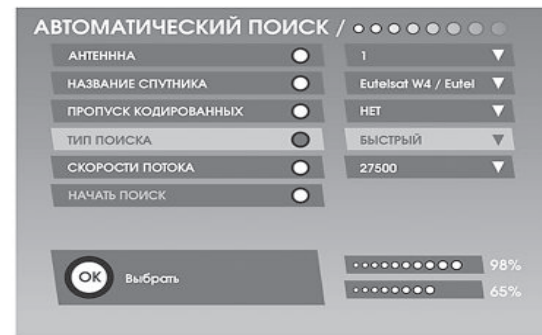 АВТОМАТИЧЕСКИЙ ПОИСК /
АНТЕНННА 1
НАЗВАНИЕ СПУТНИКА Eutelsat W4 / Eutel
ПРОПУСК КОДИРОВАННЫХ НЕТ
ТИП ПОИСКА БЫСТРЫЙ
СКОРОСТИ ПОТОКА 27500
НАЧАТЬ ПОИСК
OK Выбрать
98%
65%